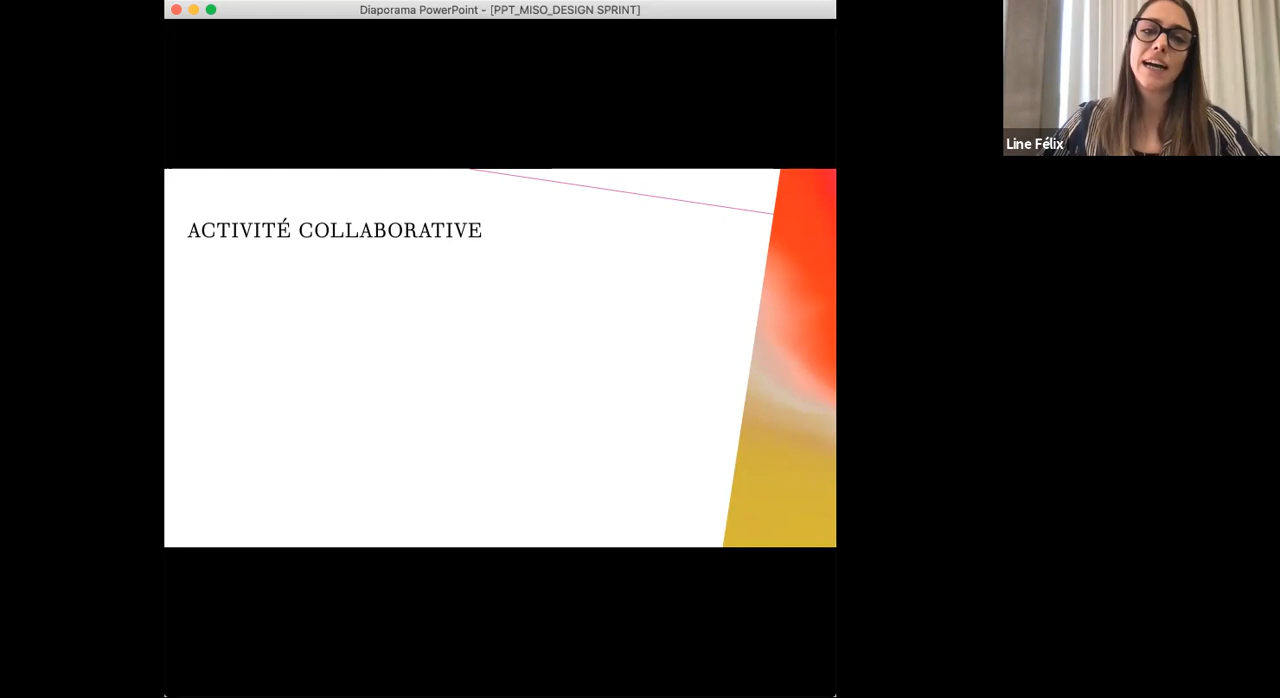 Diaporama PowerPoint - [PPT_MISO_DESIGN SPRINT]
Line Félix
ACTIVITÉ COLLABORATIVE